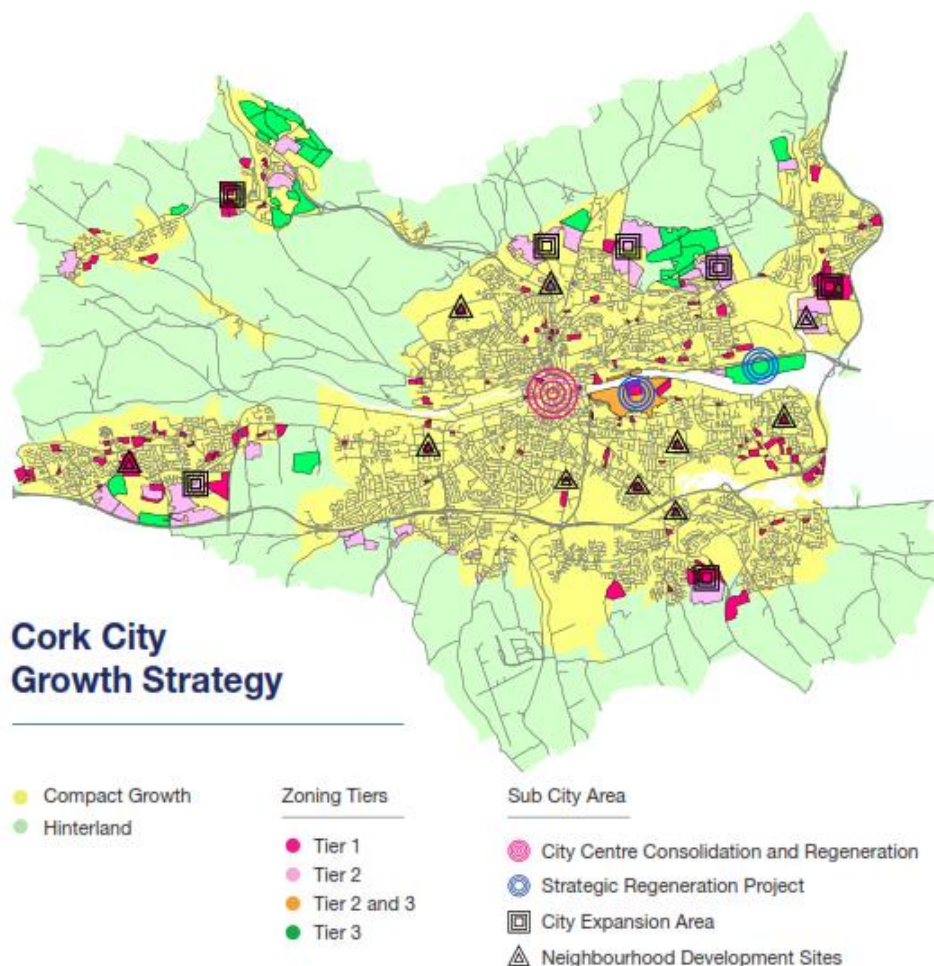 Cork City
Growth Strategy
Compact Growth
Hinterland
Zoning Tiers
Tier 1
Tier 2
Tier 2 and 3
Tier 3
Sub City Area
City Centre Consolidation and Regeneration
Strategic Regeneration Project
City Expansion Area
Neighbourhood Development Sites